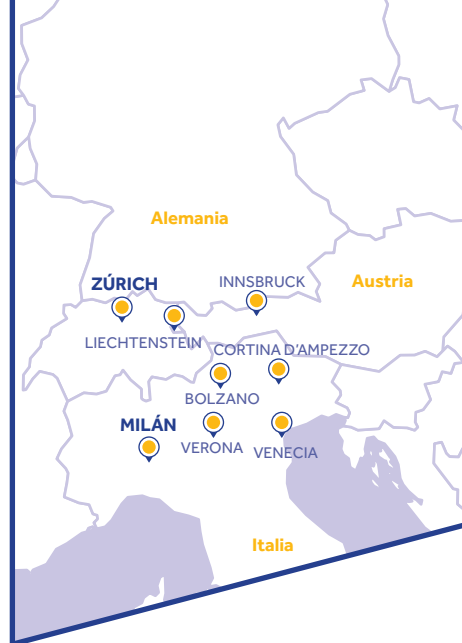 Alemania
ZÚRICH
INNSBRUCK
Austria
LIECHTENSTEIN
CORTINA D'AMPEZZO
BOLZANO
MILÁN
VERONA
VENECIA
Italia